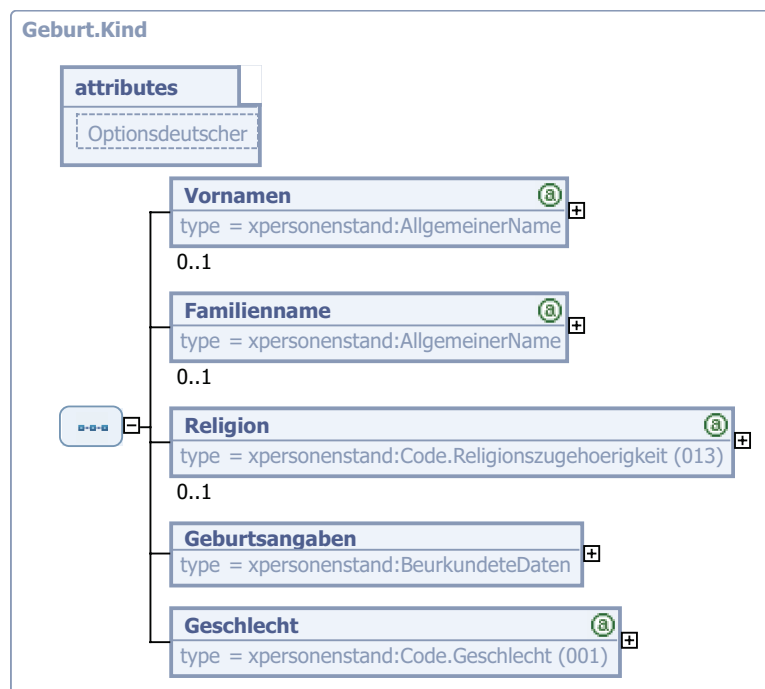 Geburt.Kind
attributes
Optionsdeutscher
Vornamen
type = xpersonenstand:AllgemeinerName
0..1
Familienname
type = xpersonenstand:AllgemeinerName
0..1
Religion
type = xpersonenstand:Code.Religionszugehoerigkeit (013)
0..1
Geburtsangaben
type = xpersonenstand:BeurkundeteDaten
Geschlecht
type = xpersonenstand:Code.Geschlecht (001)